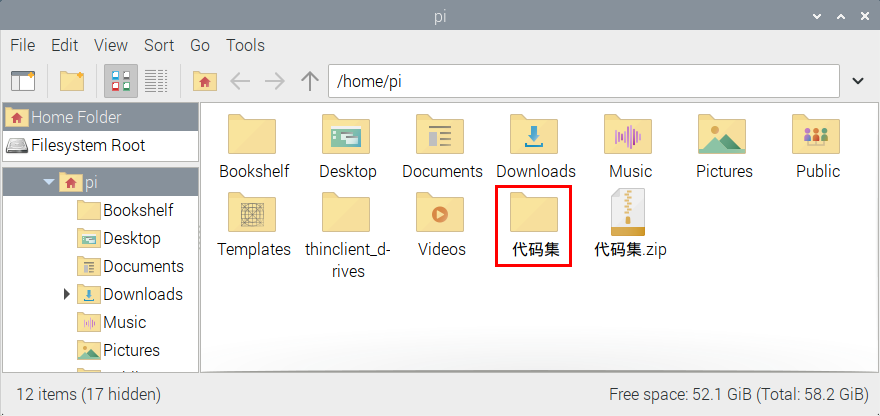 pi
File Edit View Sort Go Tools
/home/pi
Home Folder
Filesystem Root
pi
Bookshelf
Desktop
Documents
Downloads
Music
Pictures
Bookshelf Desktop Documents Downloads Music Pictures Public
Templates thinclient_d-
rives Videos 代码集 代码集.zip
12 items (17 hidden) Free space: 52.1 GiB (Total: 58.2 GiB)